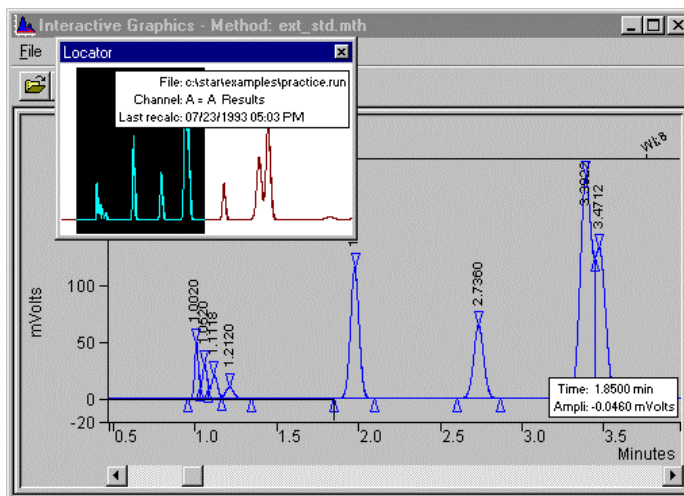 Interactive Graphics - Method: ext_std.mth
File
Locator
File: c:\star\examples\practice.run
Channel: A = A Results
Last recalc: 07/23/1993 05:03 PM
WI:8
mVolts
100
50
0
-20
1.0020
1.0520
1.1118
1.2120
2.7360
3.3922
3.4712
Time: 1.8500 min
Ampli: -0.0460 mVolts
0.5
1.0
1.5
2.0
2.5
3.0
3.5
Minutes